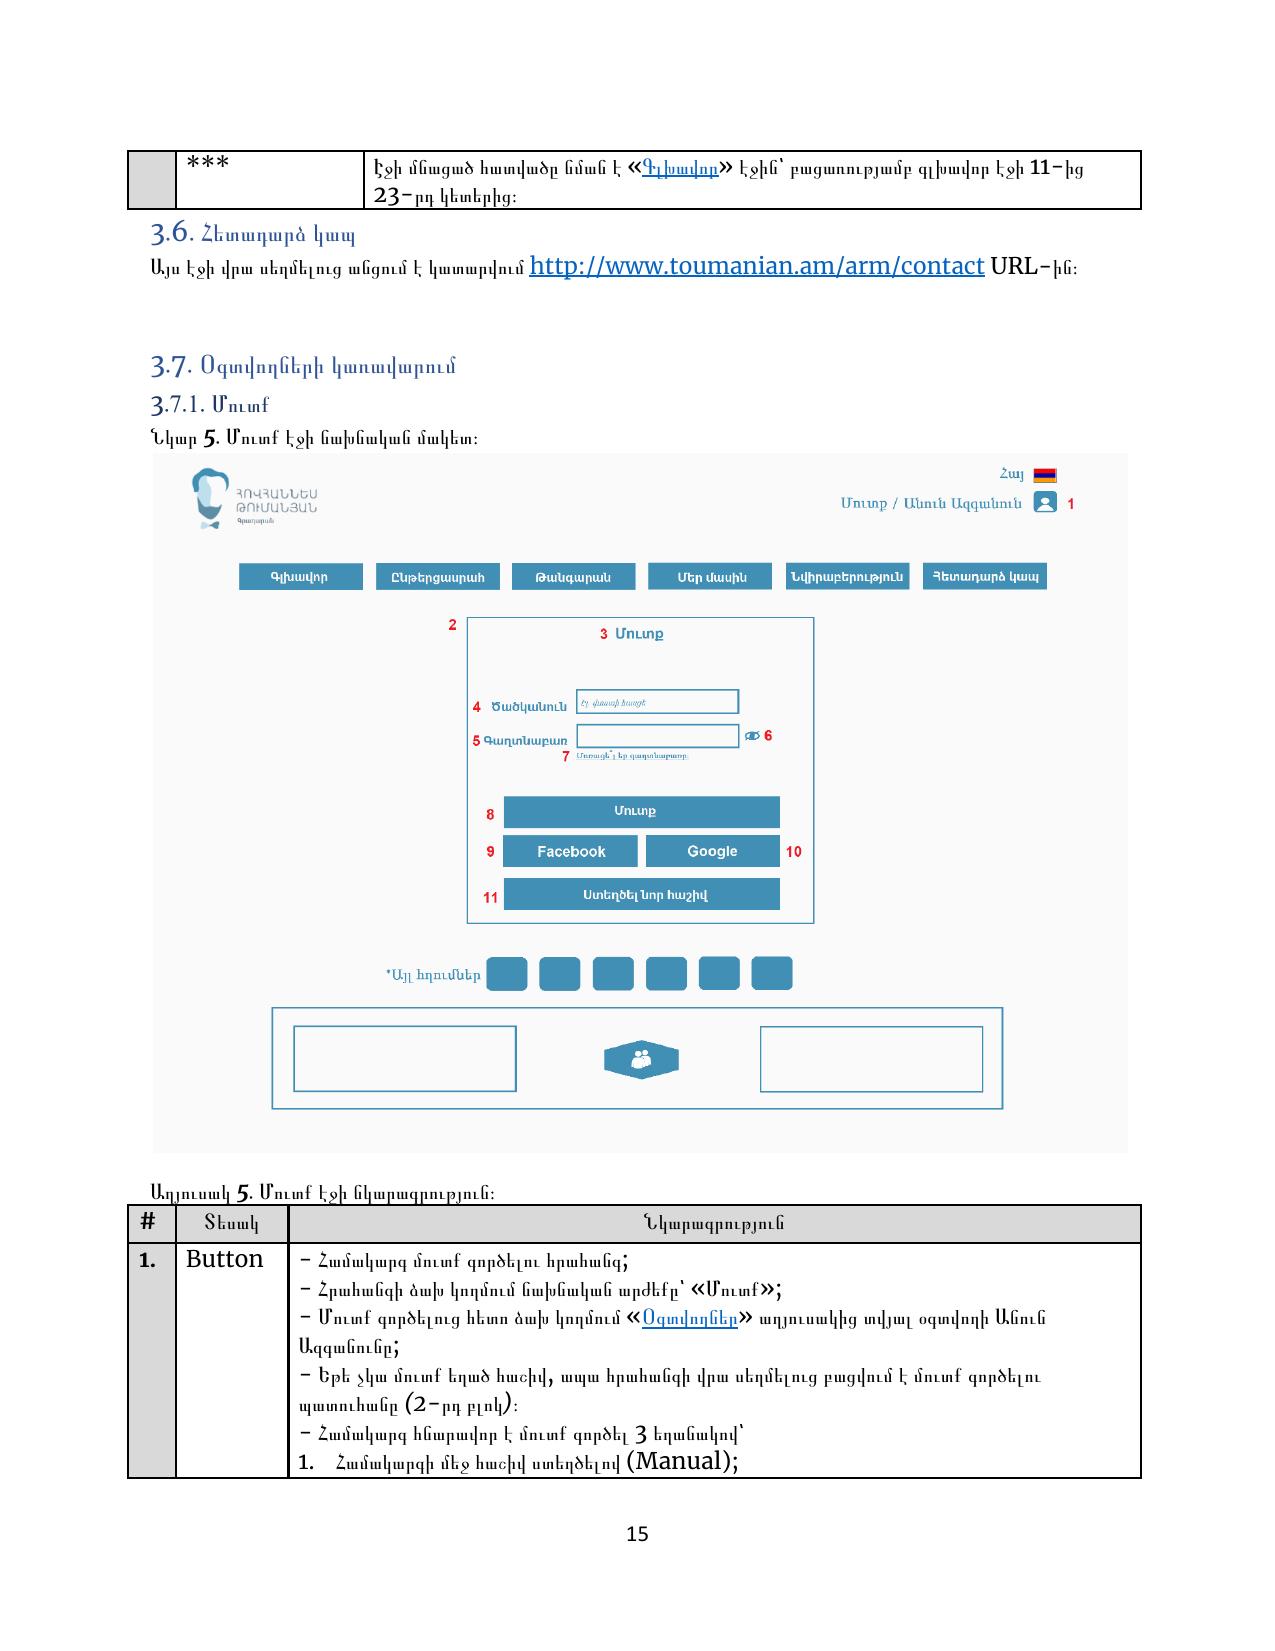 *** Էջի մնացած հատվածը նման է «Գլխավոր» էջին՝ բացառությամբ գլխավոր էջի 11-ից
23-րդ կետերից։
3.6. Հետադարձ կապ
Այս էջի վրա սեղմելուց անցում է կատարվում http://www.toumanian.am/arm/contact URL-ին։
3.7. Օգտվողների կառավարում
3.7.1. Մուտք
Նկար 5. Մուտք էջի նախնական մակետ։
ՀՈՎՀԱՆՆԵՍ
ԹՈՒՄԱՆՅԱՆ
Գրադարան
Հայ
Մուտք / Անուն Ազգանուն 1
Գլխավոր Ընթերցասրահ Թանգարան Մեր մասին Նվիրաբերություն Հետադարձ կապ
2
3 Մուտք
4 Ծածկանուն Էլ. փոստի հասցե
5 Գաղտնաբառ 6
7 Մոռացե՞լ եք գաղտնաբառը։
8 Մուտք
9 Facebook Google 10
11 Ստեղծել նոր հաշիվ
*Այլ հղումներ
Աղյուսակ 5. Մուտք էջի նկարագրություն։
# Տեսակ Նկարագրություն
1. Button - Համակարգ մուտք գործելու հրահանգ;
- Հրահանգի ձախ կողմում նախնական արժեքը՝ «Մուտք»;
- Մուտք գործելուց հետո ձախ կողմում «Օգտվողներ» աղյուսակից տվյալ օգտվողի Անուն
Ազգանունը;
- Եթե չկա մուտք եղած հաշիվ, ապա հրահանգի վրա սեղմելուց բացվում է մուտք գործելու
պատուհանը (2-րդ բլոկ)։
- Համակարգ հնարավոր է մուտք գործել 3 եղանակով՝
1. Համակարգի մեջ հաշիվ ստեղծելով (Manual);
15